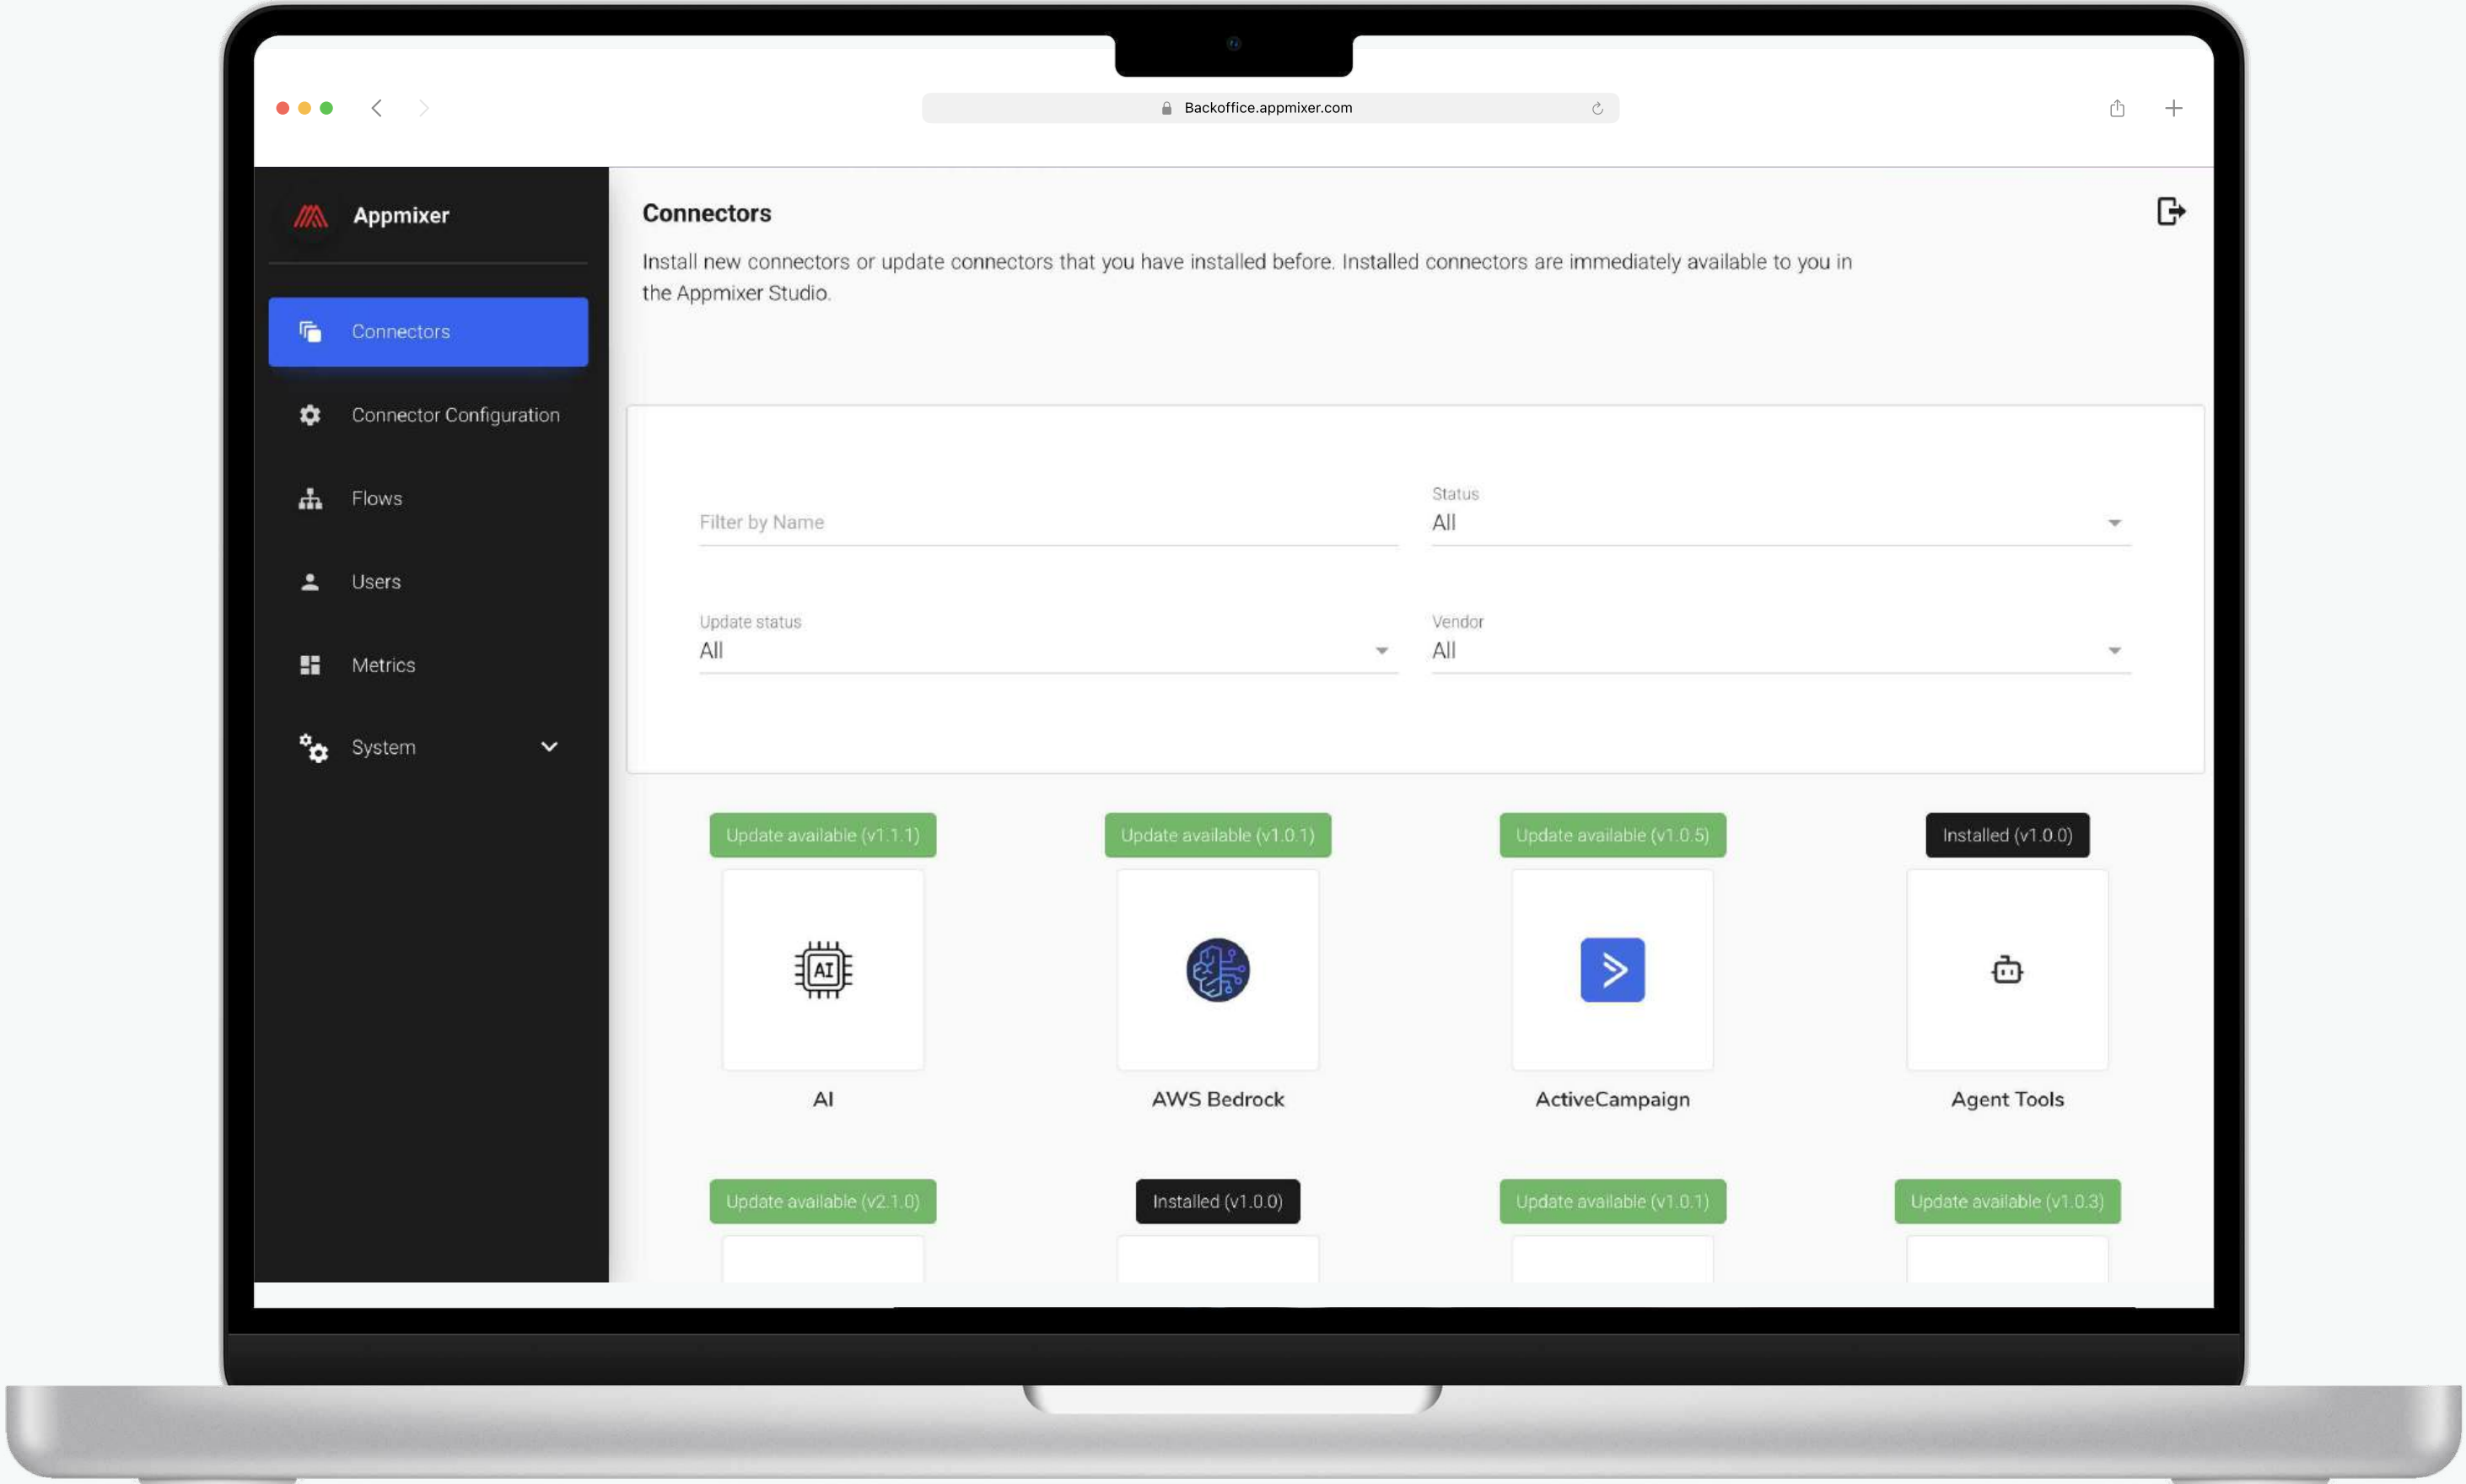 Backoffice.appmixer.com
Appmixer
Connectors
Connector Configuration
Flows
Users
Metrics
System
Connectors
Install new connectors or update connectors that you have installed before. Installed connectors are immediately available to you in
the Appmixer Studio.
Filter by Name
Status
All
Update status
All
Vendor
All
Update available (v1.1.1)
Update available (v1.0.1)
Update available (v1.0.5)
Installed (v1.0.0)
AI
AI
AWS Bedrock
ActiveCampaign
Agent Tools
Update available (v2.1.0)
Installed (v1.0.0)
Update available (v1.0.1)
Update available (v1.0.3)